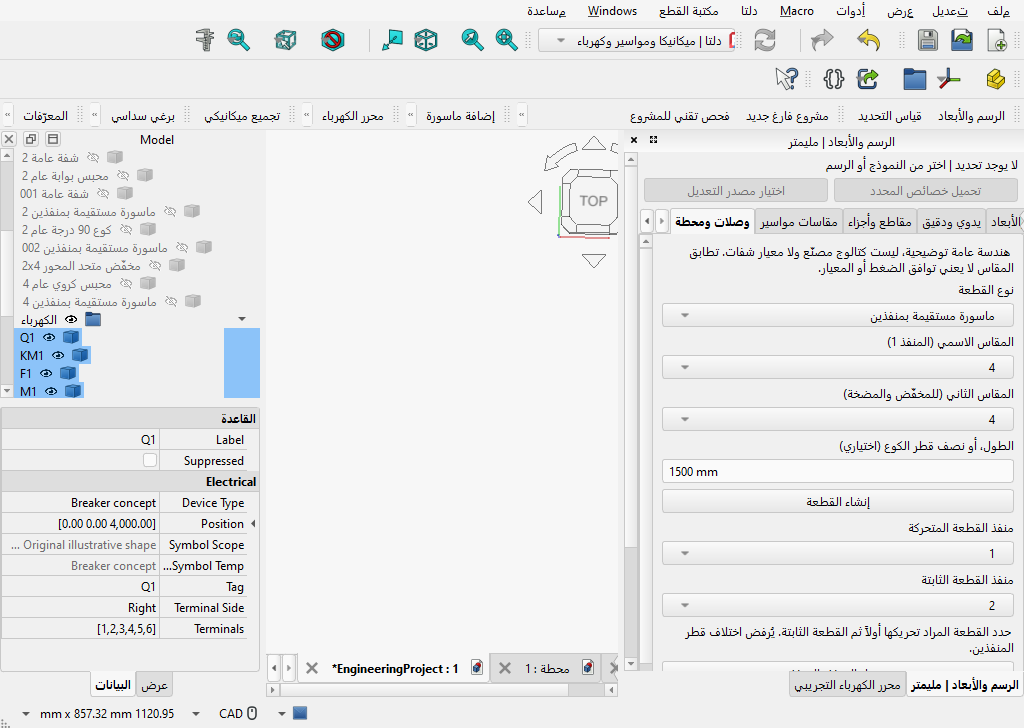 ملف تعديل عرض أدوات Macro دلتا مكتبة القطع Windows مساعدة
دلتا | ميكانيكا ومواسير وكهرباء
الرسم والأبعاد قياس التحديد مشروع فارغ جديد فحص تقني للمشروع « إضافة ماسورة « محرر الكهرباء « تجميع ميكانيكي برغي سداسي « المعرّفات «
Model
شفة عامة 2
محبس بوابة عام 2
شفة عامة 001
ماسورة مستقيمة بمنفذين 2
كوع 90 درجة عام 2
ماسورة مستقيمة بمنفذين 002
مخفّض متحد المحور 2x4
محبس كروي عام 4
ماسورة مستقيمة بمنفذين 4
الكهرباء
Q1
KM1
F1
M1
القاعدة
Label Q1
Suppressed
Electrical
Device Type Breaker concept
Position [0.00 0.00 4,000.00]
Symbol Scope Original illustrative shape ...
Symbol Temp... Breaker concept
Tag Q1
Terminal Side Right
Terminals [1,2,3,4,5,6]
البيانات عرض
TOP
EngineeringProject : 1*
محطة : 1
الرسم والأبعاد | مليمتر
لا يوجد تحديد | اختر من النموذج أو الرسم
تحميل خصائص المحدد اختيار مصدر التعديل
الأبعاد يدوي ودقيق مقاطع وأجزاء مقاسات مواسير وصلات ومحطة
هندسة عامة توضيحية، ليست كتالوج مصنّع ولا معيار شفات. تطابق
المقاس لا يعني توافق الضغط أو المعيار.
نوع القطعة
ماسورة مستقيمة بمنفذين
المقاس الاسمي (المنفذ 1)
4
المقاس الثاني (للمخفّض والمضخة)
4
الطول، أو نصف قطر الكوع (اختياري)
1500 mm
إنشاء القطعة
منفذ القطعة المتحركة
1
منفذ القطعة الثابتة
2
حدد القطعة المراد تحريكها أولاً ثم القطعة الثابتة. يُرفض اختلاف قطر
المنفذين.
الرسم والأبعاد | مليمتر محرر الكهرباء التجريبي
CAD
1120.95 mm x 857.32 mm